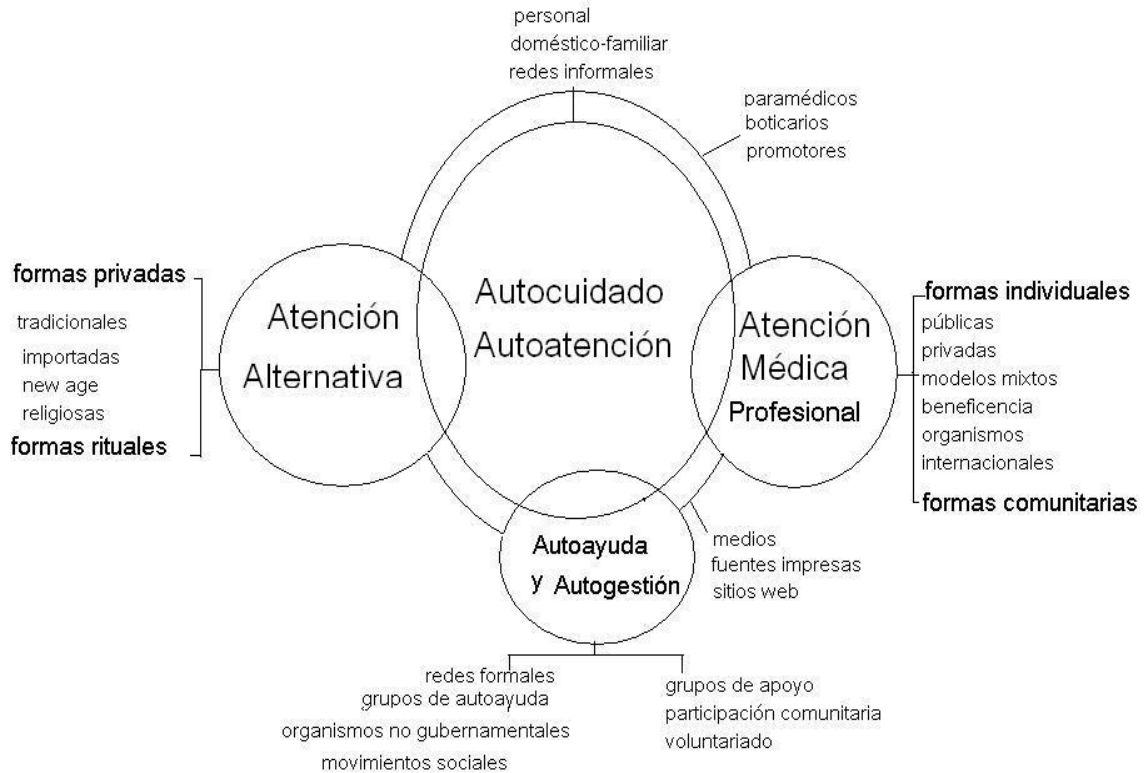 personal
doméstico-familiar
redes informales
paramédicos
boticarios
promotores
formas privadas
tradicionales
importadas
new age
religiosas
formas rituales
Atención
Alternativa
Autocuidado
Autoatención
Atención
Médica
Profesional
formas individuales
públicas
privadas
modelos mixtos
beneficencia
organismos
internacionales
formas comunitarias
Autoayuda
y Autogestión
medios
fuentes impresas
sitios web
redes formales
grupos de autoayuda
organismos no gubernamentales
movimientos sociales
grupos de apoyo
participación comunitaria
voluntariado